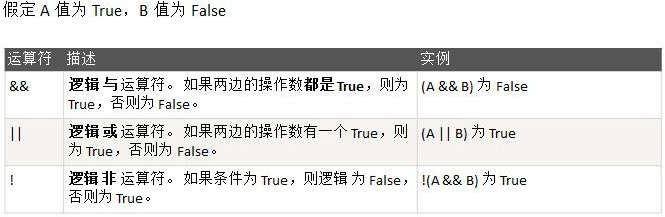 假定 A 值为 True，B 值为 False
运算符 描述 实例
&& 逻辑与运算符。如果两边的操作数都是 True，则为 (A && B) 为 False
True，否则为 False。
|| 逻辑或运算符。如果两边的操作数有一个 True，则 (A || B) 为 True
为 True，否则为 False。
! 逻辑非运算符。如果条件为 True，则逻辑为 False， !(A && B) 为 True
否则为 True。